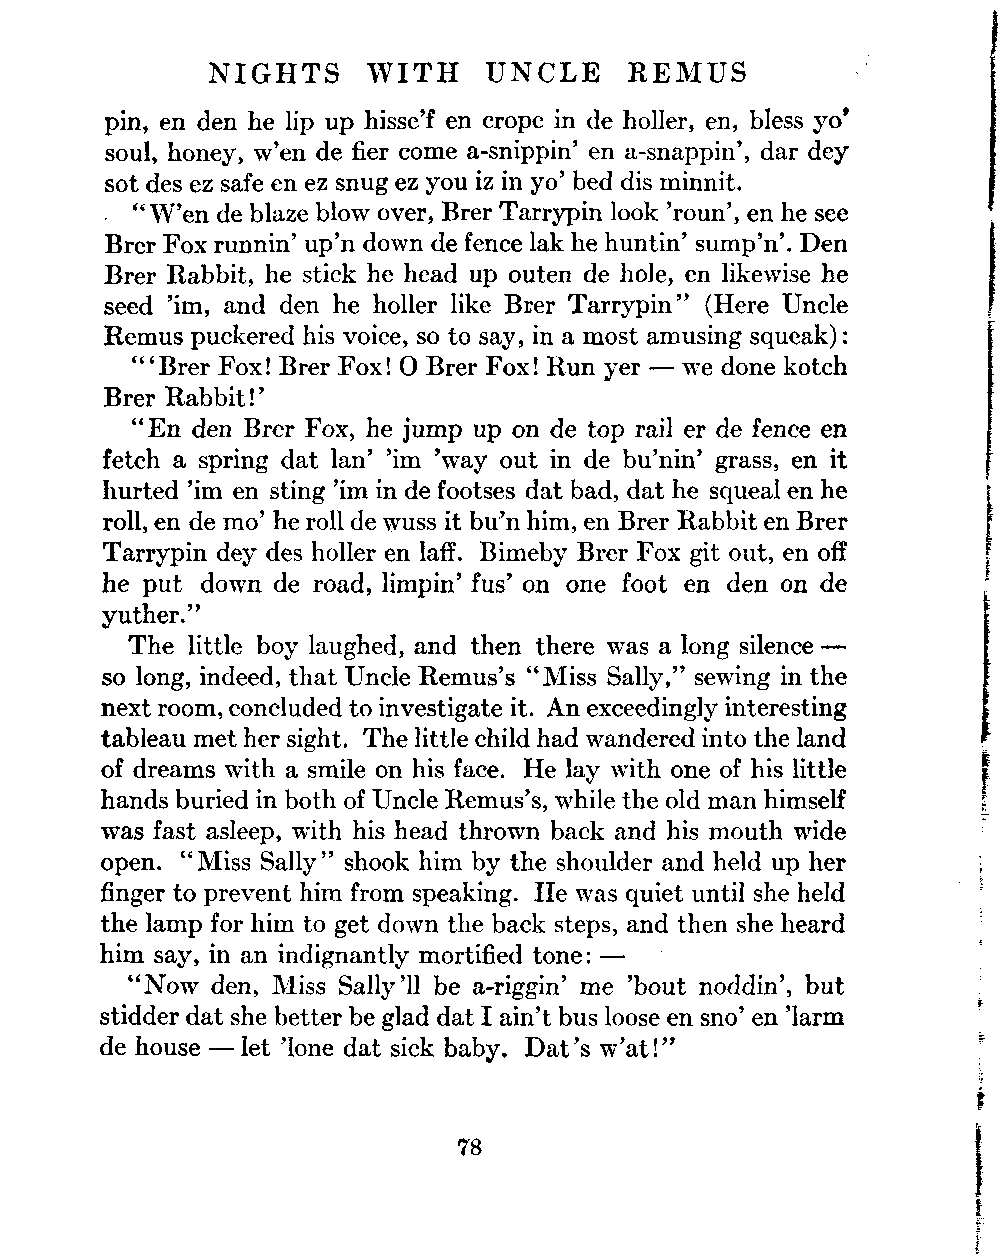 NIGHTS WITH UNCLE REMUS
pin, en den he lip up hisse'f en crope in de holler, en, bless yo'
soul, honey, w'en de fier come a-snippin' en a-snappin', dar dey
sot des ez safe en ez snug ez you iz in yo' bed dis minnit.
"W'en de blaze blow over, Brer Tarrypin look 'roun', en he see
Brer Fox runnin' up'n down de fence lak he huntin' sump'n'. Den
Brer Rabbit, he stick he head up outen de hole, en likewise he
seed 'im, and den he holler like Brer Tarrypin" (Here Uncle
Remus puckered his voice, so to say, in a most amusing squeak):
"'Brer Fox! Brer Fox! O Brer Fox! Run yer — we done kotch
Brer Rabbit!'
"En den Brer Fox, he jump up on de top rail er de fence en
fetch a spring dat lan' 'im 'way out in de bu'nin' grass, en it
hurted 'im en sting 'im in de footses dat bad, dat he squeal en he
roll, en de mo' he roll de wuss it bu'n him, en Brer Rabbit en Brer
Tarrypin dey des holler en laff. Bimeby Brer Fox git out, en off
he put down de road, limpin' fus' on one foot en den on de
yuther."
The little boy laughed, and then there was a long silence —
so long, indeed, that Uncle Remus's "Miss Sally," sewing in the
next room, concluded to investigate it. An exceedingly interesting
tableau met her sight. The little child had wandered into the land
of dreams with a smile on his face. He lay with one of his little
hands buried in both of Uncle Remus's, while the old man himself
was fast asleep, with his head thrown back and his mouth wide
open. "Miss Sally" shook him by the shoulder and held up her
finger to prevent him from speaking. He was quiet until she held
the lamp for him to get down the back steps, and then she heard
him say, in an indignantly mortified tone: —
"Now den, Miss Sally'll be a-riggin' me 'bout noddin', but
stidder dat she better be glad dat I ain't bus loose en sno' en 'larm
de house — let 'lone dat sick baby. Dat's w'at!"
78